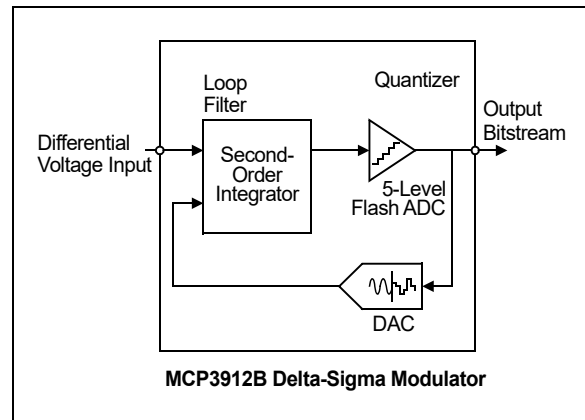 Loop
Filter
Quantizer
Differential
Voltage Input
Second-
Order
Integrator
Output
Bitstream
5-Level
Flash ADC
DAC
MCP3912B Delta-Sigma Modulator